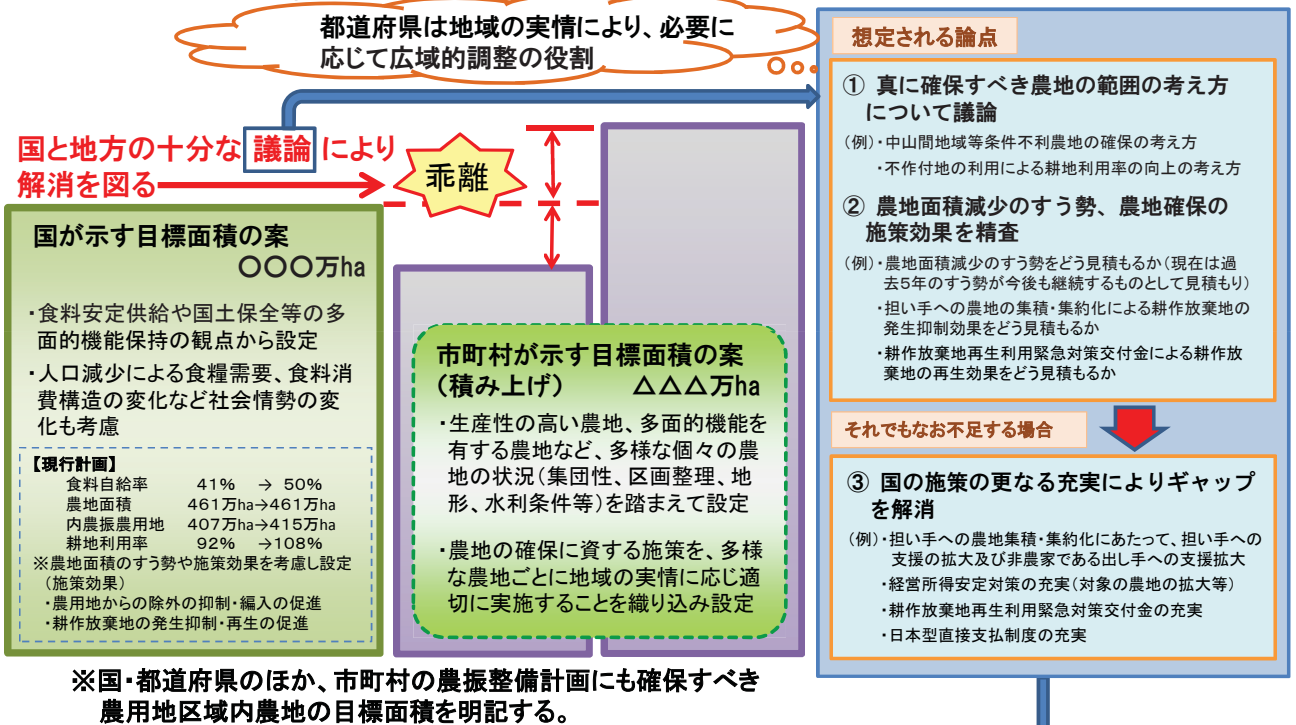 都道府県は地域の実情により、必要に
応じて広域的調整の役割
国と地方の十分な 議論 により
解消を図る
乖離
国が示す目標面積の案
〇〇〇万ha
・食料安定供給や国土保全等の多
面的機能保持の観点から設定
・人口減少による食糧需要、食料消
費構造の変化など社会情勢の変
化も考慮
【現行計画】
食料自給率 41% → 50%
農地面積 461万ha→461万ha
内農振農用地 407万ha→415万ha
耕地利用率 92% →108%
※農地面積のすう勢や施策効果を考慮し設定
（施策効果）
・農用地からの除外の抑制・編入の促進
・耕作放棄地の発生抑制・再生の促進
市町村が示す目標面積の案
（積み上げ） △△△万ha
・生産性の高い農地、多面的機能を
有する農地など、多様な個々の農
地の状況（集団性、区画整理、地
形、水利条件等）を踏まえて設定
・農地の確保に資する施策を、多様
な農地ごとに地域の実情に応じ適
切に実施することを織り込み設定
※国・都道府県のほか、市町村の農振整備計画にも確保すべき
農用地区域内農地の目標面積を明記する。
想定される論点
① 真に確保すべき農地の範囲の考え方
について議論
（例）・中山間地域等条件不利農地の確保の考え方
・不作付地の利用による耕地利用率の向上の考え方
② 農地面積減少のすう勢、農地確保の
施策効果を精査
（例）・農地面積減少のすう勢をどう見積もるか（現在は過
去5年のすう勢が今後も継続するものとして見積もり）
・担い手への農地の集積・集約化による耕作放棄地の
発生抑制効果をどう見積もるか
・耕作放棄地再生利用緊急対策交付金による耕作放
棄地の再生効果をどう見積もるか
それでもなお不足する場合
③ 国の施策の更なる充実によりギャップ
を解消
（例）・担い手への農地集積・集約化にあたって、担い手への
支援の拡大及び非農家である出し手への支援拡大
・経営所得安定対策の充実（対象の農地の拡大等）
・耕作放棄地再生利用緊急対策交付金の充実
・日本型直接支払制度の充実